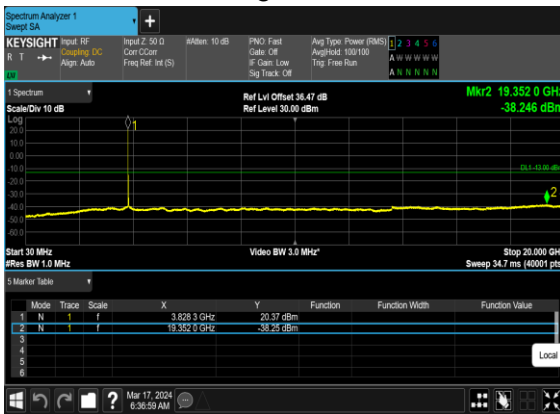 Spectrum Analyzer 1
Swept SA
KEYSIGHT Input: RF Input Z: 50 Ω #Atten: 10 dB PNO: Fast Avg Type: Power (RMS) 1 2 3 4 5 6
R T Coupling: DC Corr CCorr Gate: Off Avg|Hold: 100/100 A W W W W W
Align: Auto Freq Ref: Int (S) IF Gain: Low Trig: Free Run
Sig Track: Off A N N N N N
1 Spectrum Ref Lvl Offset 36.47 dB Mkr2 19.352 0 GHz
Scale/Div 10 dB Ref Level 30.00 dBm -38.246 dBm
Log
20.0 1
10.0
0.00
-10.0 DL1 -13.00 dBm
-20.0
-30.0 2
-40.0
-50.0
-60.0
Start 30 MHz Video BW 3.0 MHz* Stop 20.000 GH
#Res BW 1.0 MHz Sweep 34.7 ms (40001 pts
5 Marker Table
Mode Trace Scale X Y Function Function Width Function Value
1 N 1 f 3.828 3 GHz 20.37 dBm
2 N 1 f 19.352 0 GHz -38.25 dBm
3
4
5
6
Local
Mar 17, 2024
6:36:59 AM